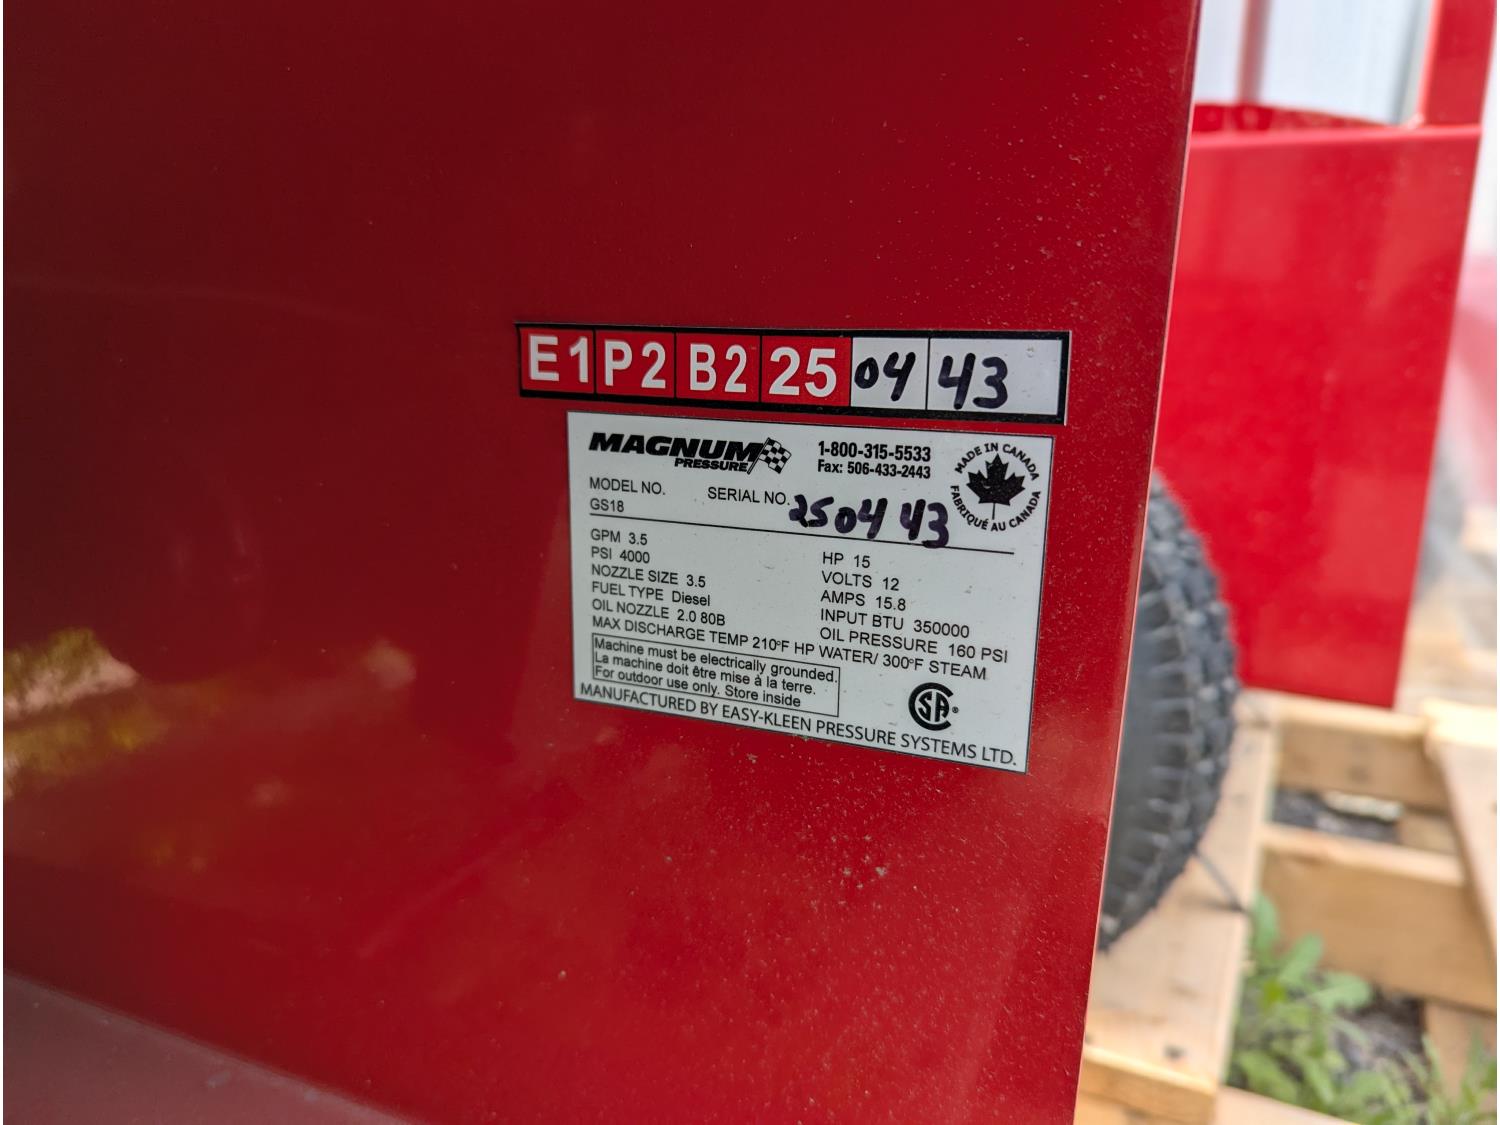 E1 P2 B2 25 04 43
MAGNUM PRESSURE
1-800-315-5533
Fax: 506-433-2443
MADE IN CANADA
FABRIQUÉ AU CANADA
MODEL NO. SERIAL NO. 250443
GS18
GPM 3.5
PSI 4000
NOZZLE SIZE 3.5
FUEL TYPE Diesel
OIL NOZZLE 2.0 80B
HP 15
VOLTS 12
AMPS 15.8
INPUT BTU 350000
OIL PRESSURE 160 PSI
MAX DISCHARGE TEMP 210°F HP WATER/ 300°F STEAM
Machine must be electrically grounded.
La machine doit être mise à la terre.
For outdoor use only. Store inside
CSA®
MANUFACTURED BY EASY-KLEEN PRESSURE SYSTEMS LTD.